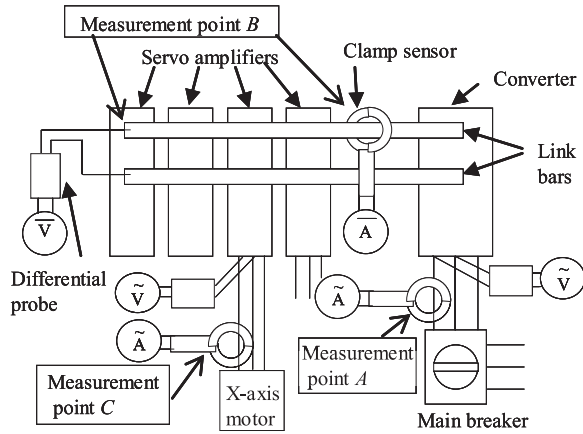 Measurement point B
Servo amplifiers
Clamp sensor
Converter
Link
bars
V
A
Differential
probe
~
V
~
A
~
A
~
V
Measurement
point C
X-axis
motor
Measurement
point A
Main breaker